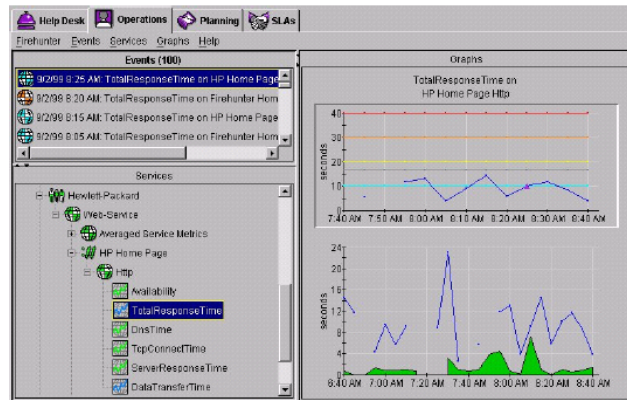 Help Desk Operations Planning SLAs
Firehunter Events Services Graphs Help
Events (100)
9/2/99 8:25 AM: TotalResponseTime on HP Home Page
9/2/99 8:20 AM: TotalResponseTime on Firehunter Hom
9/2/99 8:15 AM: TotalResponseTime on HP Home Page
9/2/99 8:05 AM: TotalResponseTime on Firehunter Hom
Services
Hewlett-Packard
Web-Service
Averaged Service Metrics
HP Home Page
Http
Availability
TotalResponseTime
DnsTime
TcpConnectTime
ServerResponseTime
DataTransferTime
Graphs
TotalResponseTime on
HP Home Page Http
seconds
40
30
20
10
0
7:40 AM 7:50 AM 8:00 AM 8:10 AM 8:20 AM 8:30 AM 8:40 AM
seconds
24
20
16
12
8
4
0
6:40 AM 7:00 AM 7:20 AM 7:40 AM 8:00 AM 8:20 AM 8:40 AM